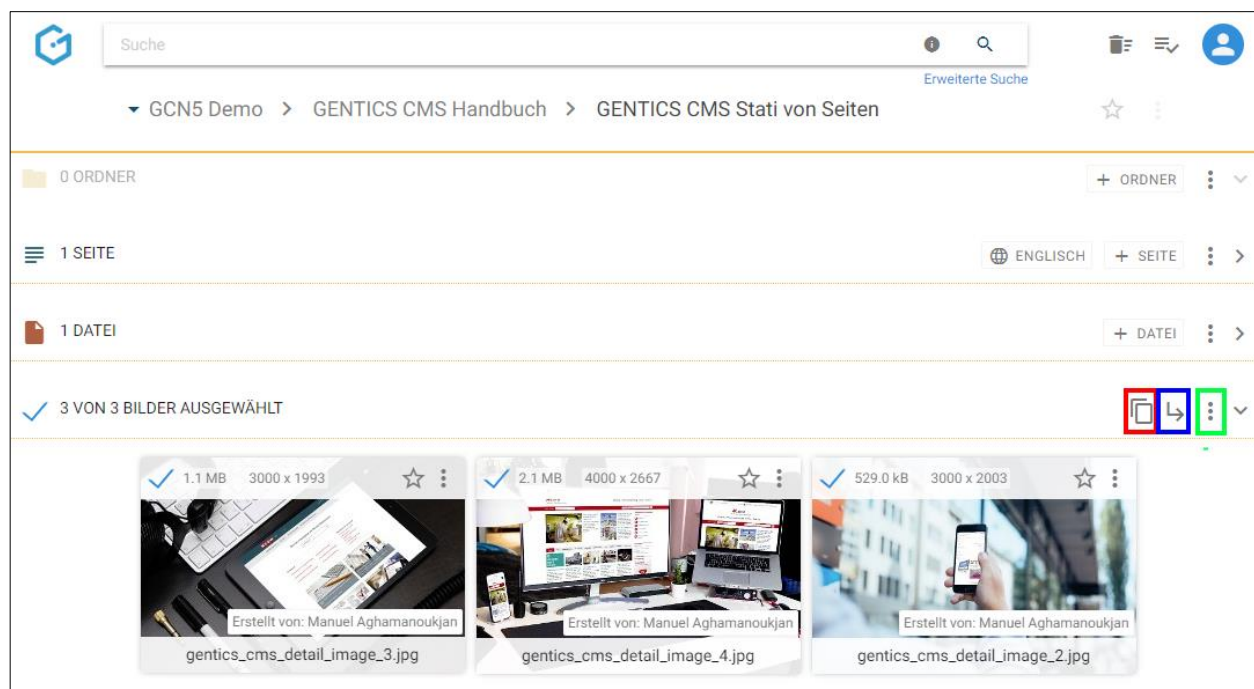 Suche
Erweiterte Suche
GCN5 Demo > GENTICS CMS Handbuch > GENTICS CMS Stati von Seiten
0 ORDNER + ORDNER
1 SEITE ENGLISCH + SEITE
1 DATEI + DATEI
3 VON 3 BILDER AUSGEWÄHLT
1.1 MB 3000 x 1993 2.1 MB 4000 x 2667 529.0 kB 3000 x 2003
Erstellt von: Manuel Aghamanoukjan Erstellt von: Manuel Aghamanoukjan Erstellt von: Manuel Aghamanoukjan
gentics_cms_detail_image_3.jpg gentics_cms_detail_image_4.jpg gentics_cms_detail_image_2.jpg